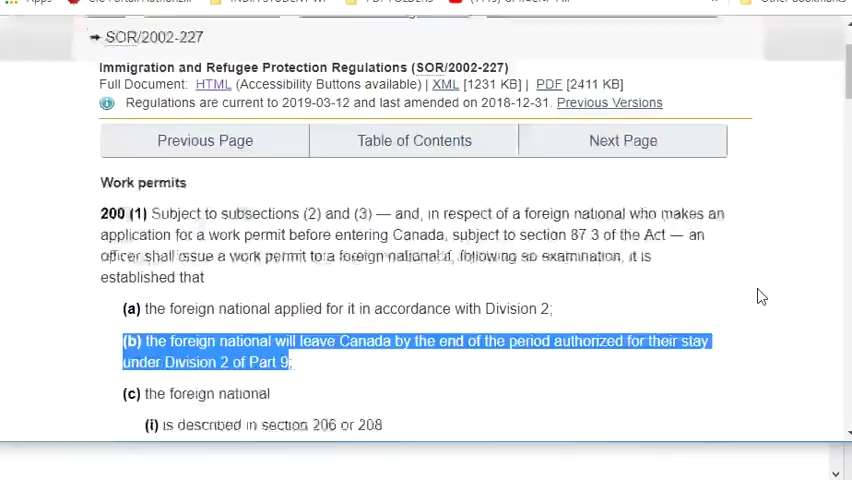 SOR/2002-227
Immigration and Refugee Protection Regulations (SOR/2002-227)
Full Document: HTML (Accessibility Buttons available) | XML [1231 KB] | PDF [2411 KB]
Regulations are current to 2019-03-12 and last amended on 2018-12-31. Previous Versions
Previous Page Table of Contents Next Page
Work permits
200 (1) Subject to subsections (2) and (3) — and, in respect of a foreign national who makes an
application for a work permit before entering Canada, subject to section 87.3 of the Act — an
officer shall issue a work permit to a foreign national if, following an examination, it is
established that
(a) the foreign national applied for it in accordance with Division 2;
(b) the foreign national will leave Canada by the end of the period authorized for their stay
under Division 2 of Part 9;
(c) the foreign national
(i) is described in section 206 or 208